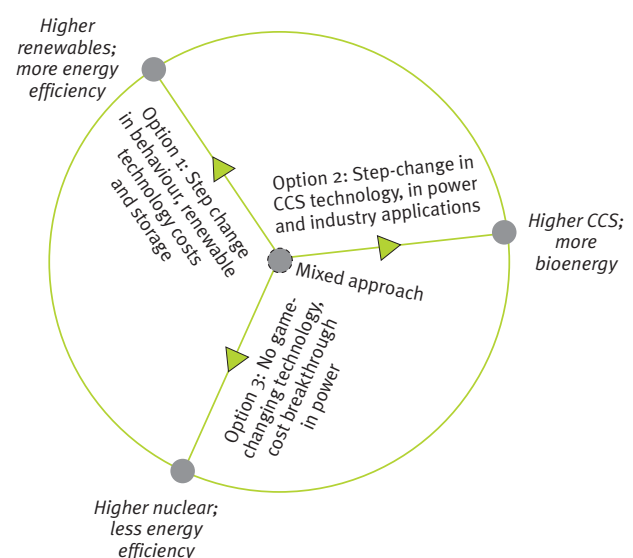 Higher
renewables;
more energy
efficiency
Option 1: Step change
in behaviour, renewable
technology costs
and storage
Option 2: Step-change in
CCS technology, in power
and industry applications
Higher CCS;
more
bioenergy
Mixed approach
Option 3: No game-
changing technology,
cost breakthrough
in power
Higher nuclear;
less energy
efficiency